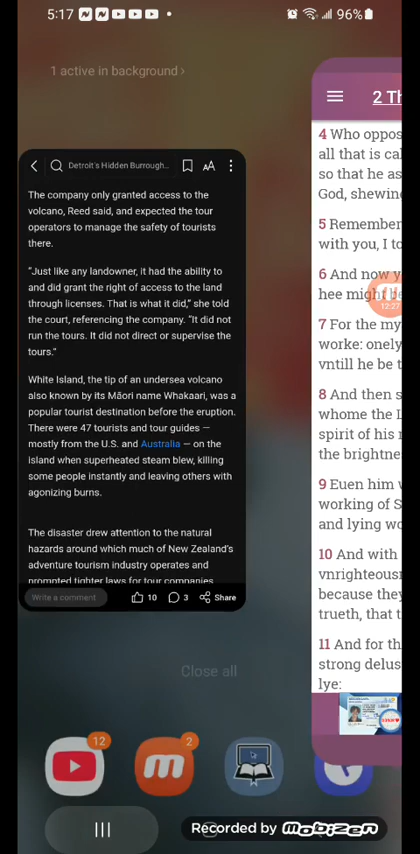 5:17
96%
1 active in background >
Detroit's Hidden Burrough...
The company only granted access to the
volcano, Reed said, and expected the tour
operators to manage the safety of tourists
there.
“Just like any landowner, it had the ability to
and did grant the right of access to the land
through licenses. That is what it did,” she told
the court, referencing the company. “It did not
run the tours. It did not direct or supervise the
tours.”
White Island, the tip of an undersea volcano
also known by its Māori name Whakaari, was a
popular tourist destination before the eruption.
There were 47 tourists and tour guides —
mostly from the U.S. and Australia — on the
island when superheated steam blew, killing
some people instantly and leaving others with
agonizing burns.
The disaster drew attention to the natural
hazards around which much of New Zealand's
adventure tourism industry operates and
prompted tighter laws for tour companies
Write a comment
10
3
Share
2 Th
4 Who oppos
all that is cal
so that he as
God, shewin
5 Remember
with you, I to
6 And now y
hee might be
12:27
7 For the my
worke: onely
vntill he be t
8 And then s
whome the L
spirit of his r
the brightne
9 Euen him w
working of S
and lying wo
10 And with
vnrighteousn
because they
trueth, that t
11 And for th
strong delus
lye:
Close all
12
2
Recorded by mobizen